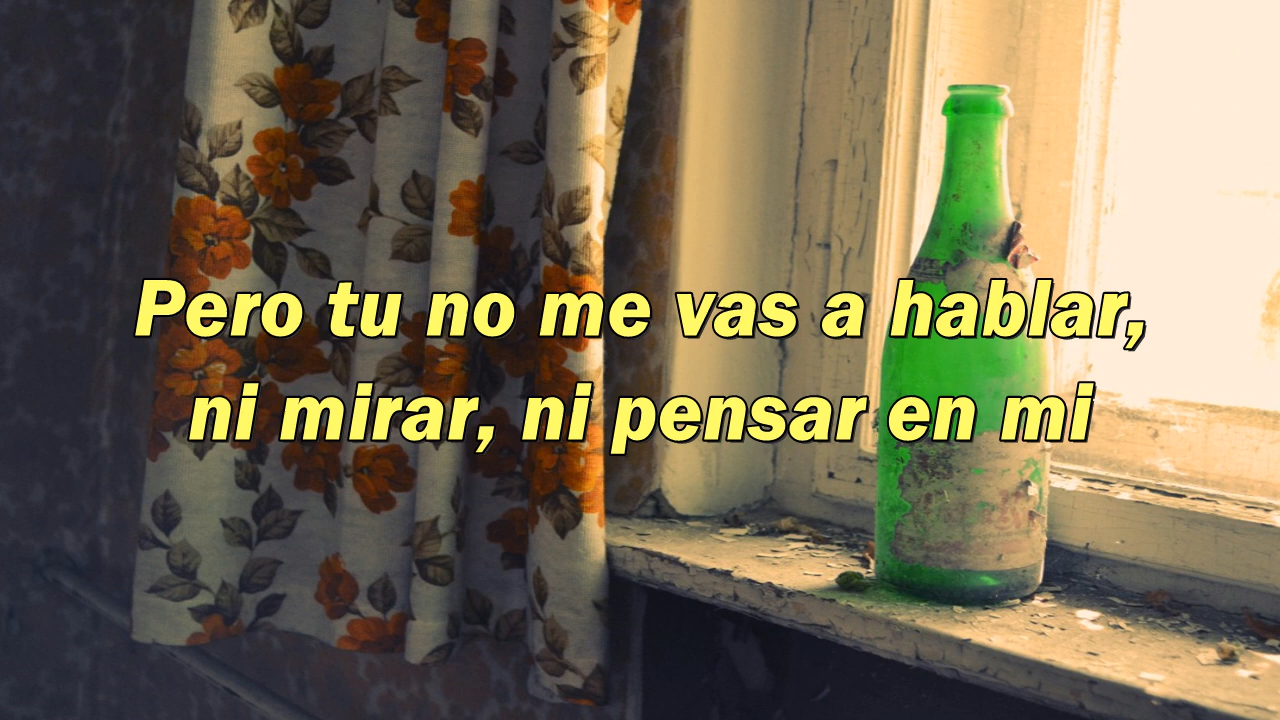 Pero tu no me vas a hablar,
ni mirar, ni pensar en mi